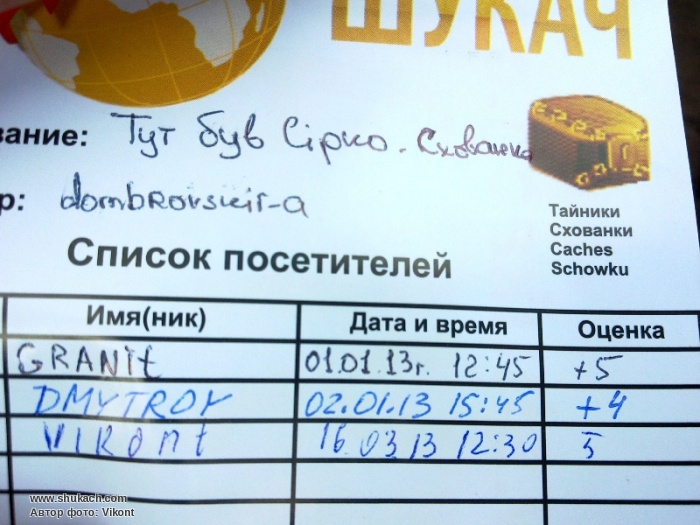 ШУКАЧ
вание: Тут був Сірко. Схованка
р: dombrovskiy-a
Тайники
Схованки
Caches
Schowku
Список посетителей
Имя(ник) Дата и время Оценка
GRANit 01.01.13г. 12:45 +5
DMYTROY 02.01.13 15:45 +4
VIKONt 16.03 13 12:30 5
www.shukach.com
Автор фото: Vikont